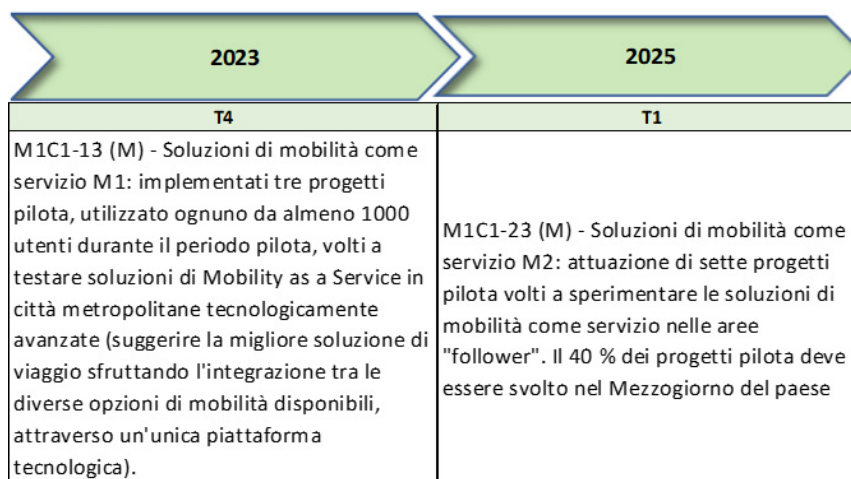 2023
2025
T4
T1
M1C1-13 (M) - Soluzioni di mobilità come
servizio M1: implementati tre progetti
pilota, utilizzato ognuno da almeno 1000
utenti durante il periodo pilota, volti a
testare soluzioni di Mobility as a Service in
città metropolitane tecnologicamente
avanzate (suggerire la migliore soluzione di
viaggio sfruttando l'integrazione tra le
diverse opzioni di mobilità disponibili,
attraverso un'unica piattaforma
tecnologica).
M1C1-23 (M) - Soluzioni di mobilità come
servizio M2: attuazione di sette progetti
pilota volti a sperimentare le soluzioni di
mobilità come servizio nelle aree
"follower". Il 40 % dei progetti pilota deve
essere svolto nel Mezzogiorno del paese